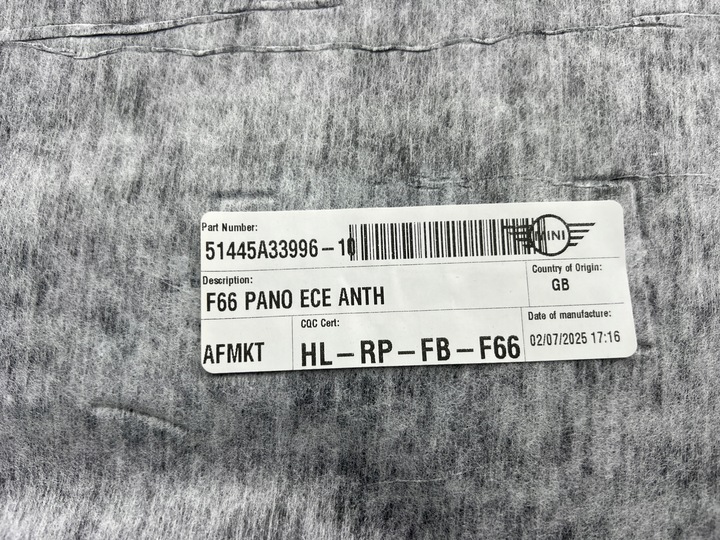 Part Number:
51445A33996-10
MINI
Description:
F66 PANO ECE ANTH
Country of Origin:
GB
AFMKT
CQC Cert:
HL-RP-FB-F66
Date of manufacture:
02/07/2025 17:16